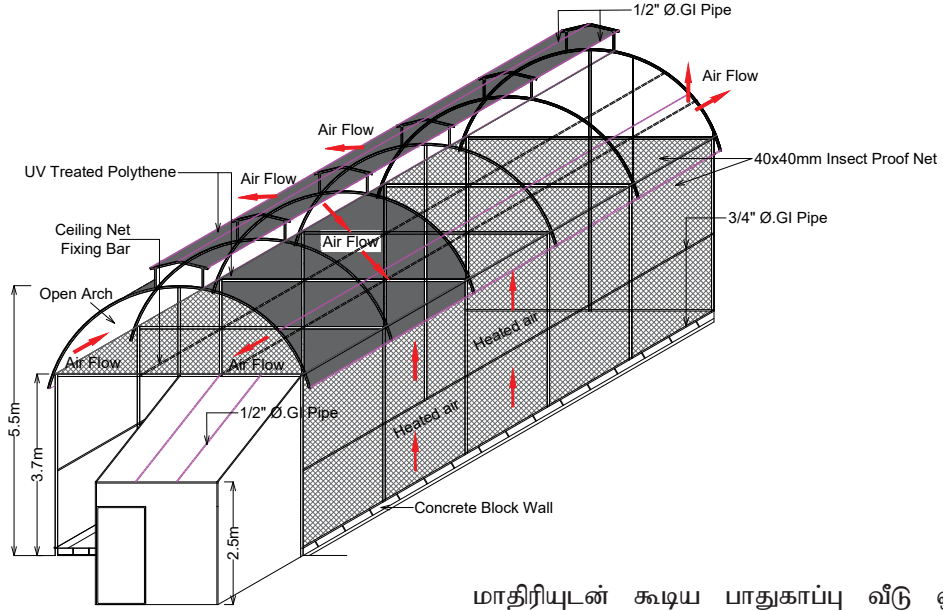 1/2" Ø.GI Pipe
Air Flow
Air Flow
40x40mm Insect Proof Net
UV Treated Polythene
Air Flow
3/4" Ø.GI Pipe
Ceiling Net
Fixing Bar
Air Flow
Open Arch
Heated air
Air Flow
Air Flow
1/2" Ø.GI Pipe
Heated air
5.5m
3.7m
2.5m
Concrete Block Wall
மாதிரியுடன் கூடிய பாதுகாப்பு வீடு